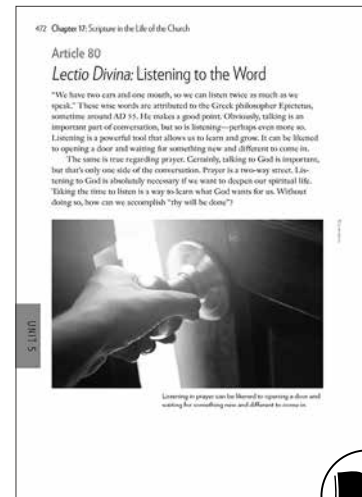 472 Chapter 17: Scripture in the Life of the Church
Article 80
Lectio Divina: Listening to the Word
"We have two ears and one mouth, so we can listen twice as much as we
speak." These wise words are attributed to the Greek philosopher Epictetus,
sometime around AD 55. He makes a good point. Obviously, talking is an
important part of conversation, but so is listening—perhaps even more so.
Listening is a powerful tool that allows us to learn and grow. It can be likened
to opening a door and waiting for something new and different to come in.
The same is true regarding prayer. Certainly, talking to God is important,
but that's only one side of the conversation. Prayer is a two-way street. Lis-
tening to God is absolutely necessary if we want to deepen our spiritual life.
Taking the time to listen is a way to learn what God wants for us. Without
doing so, how can we accomplish "thy will be done"?
UNIT 5
Listening in prayer can be likened to opening a door and
waiting for something new and different to come in.